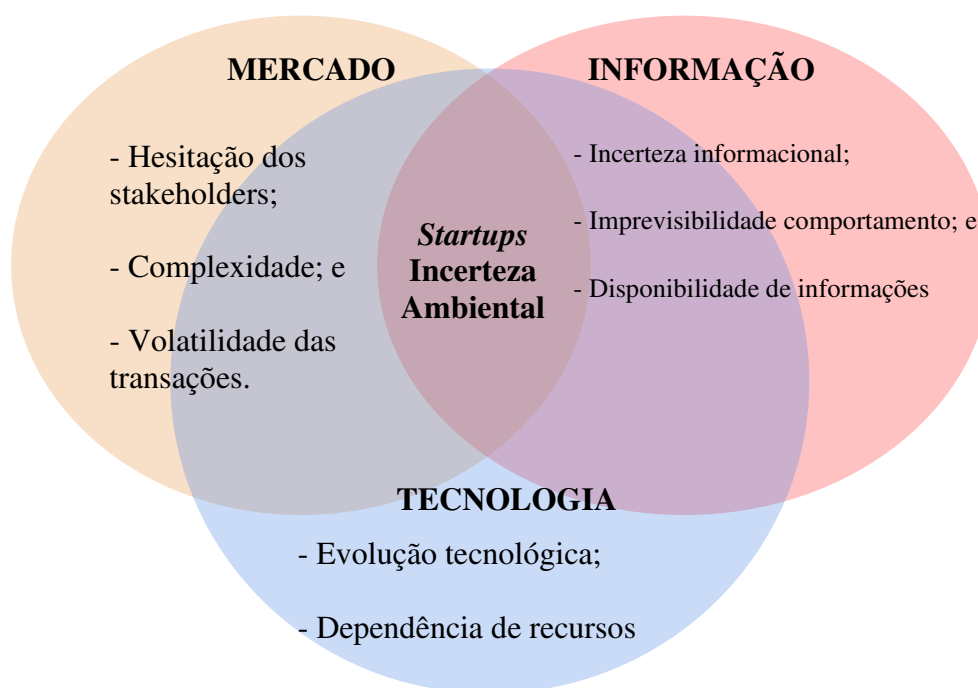 MERCADO
- Hesitação dos
stakeholders;
- Complexidade; e
- Volatilidade das
transações.
INFORMAÇÃO
- Incerteza informacional;
- Imprevisibilidade comportamento; e
- Disponibilidade de informações
Startups
Incerteza
Ambiental
TECNOLOGIA
- Evolução tecnológica;
- Dependência de recursos